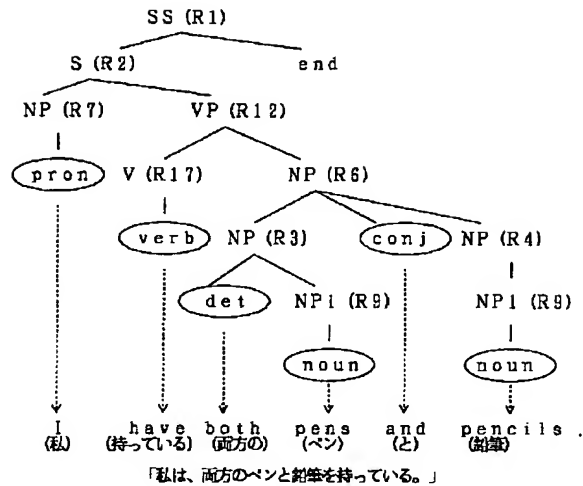 SS (R1)
S (R2) end
NP (R7) VP (R12)
pron V (R17) NP (R6)
verb NP (R3) conj NP (R4)
det NP1 (R9) NP1 (R9)
noun noun
I have both pens and pencils .
(私) (持っている) (両方の) (ペン) (と) (鉛筆)
「私は、両方のペンと鉛筆を持っている。」